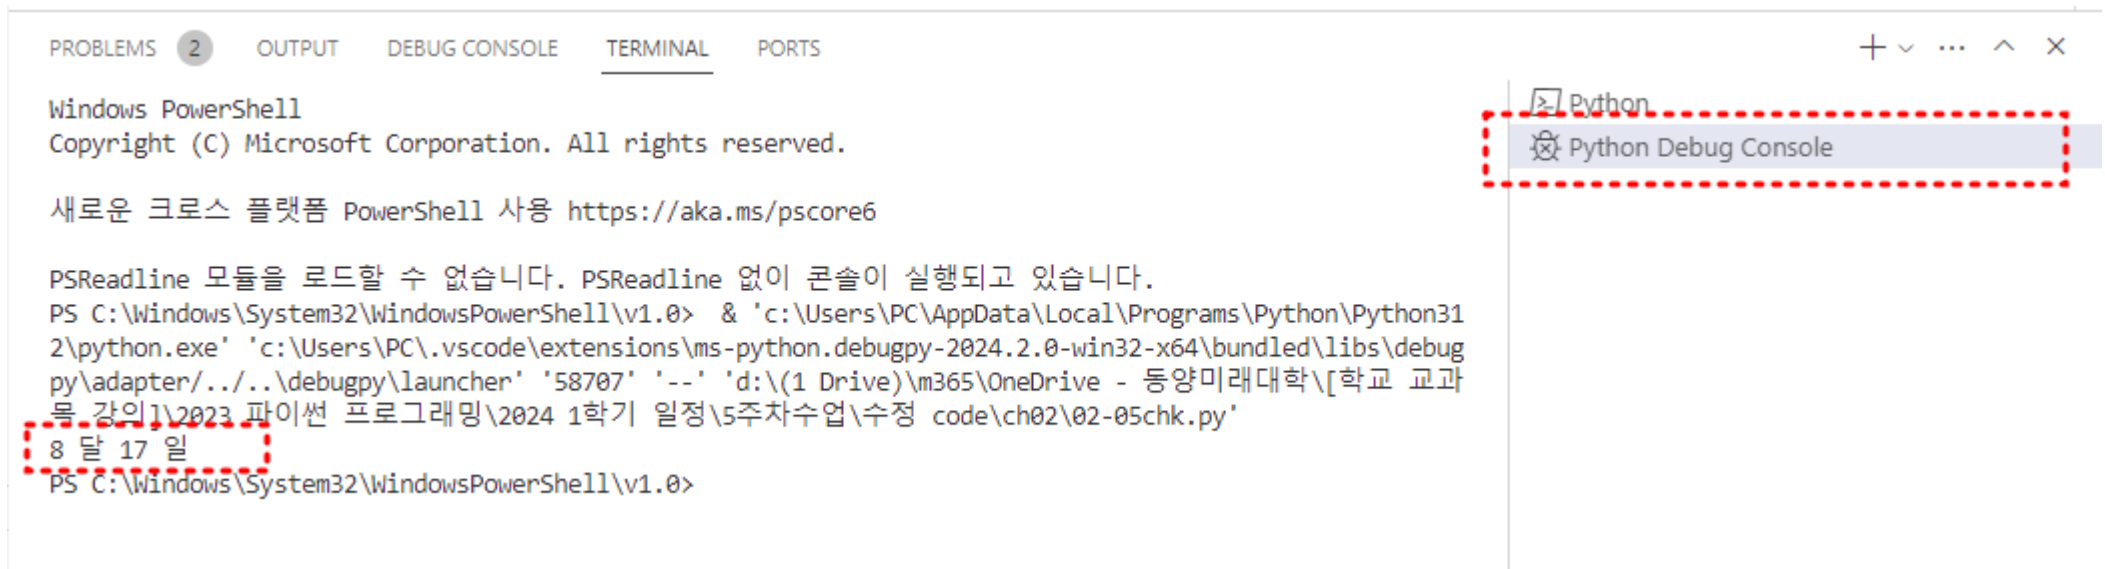 PROBLEMS 2 OUTPUT DEBUG CONSOLE TERMINAL PORTS
Windows PowerShell
Copyright (C) Microsoft Corporation. All rights reserved.
새로운 크로스 플랫폼 PowerShell 사용 https://aka.ms/pscore6
PSReadline 모듈을 로드할 수 없습니다. PSReadline 없이 콘솔이 실행되고 있습니다.
PS C:\Windows\System32\WindowsPowerShell\v1.0>  & 'c:\Users\PC\AppData\Local\Programs\Python\Python31
2\python.exe' 'c:\Users\PC\.vscode\extensions\ms-python.debugpy-2024.2.0-win32-x64\bundled\libs\debug
py\adapter/../..\debugpy\launcher' '58707' '--' 'd:\(1 Drive)\m365\OneDrive - 동양미래대학\[학교 교과
목 강의]\2023 파이썬 프로그래밍\2024 1학기 일정\5주차수업\수정 code\ch02\02-05chk.py'
8 달 17 일
PS C:\Windows\System32\WindowsPowerShell\v1.0>
Python
Python Debug Console